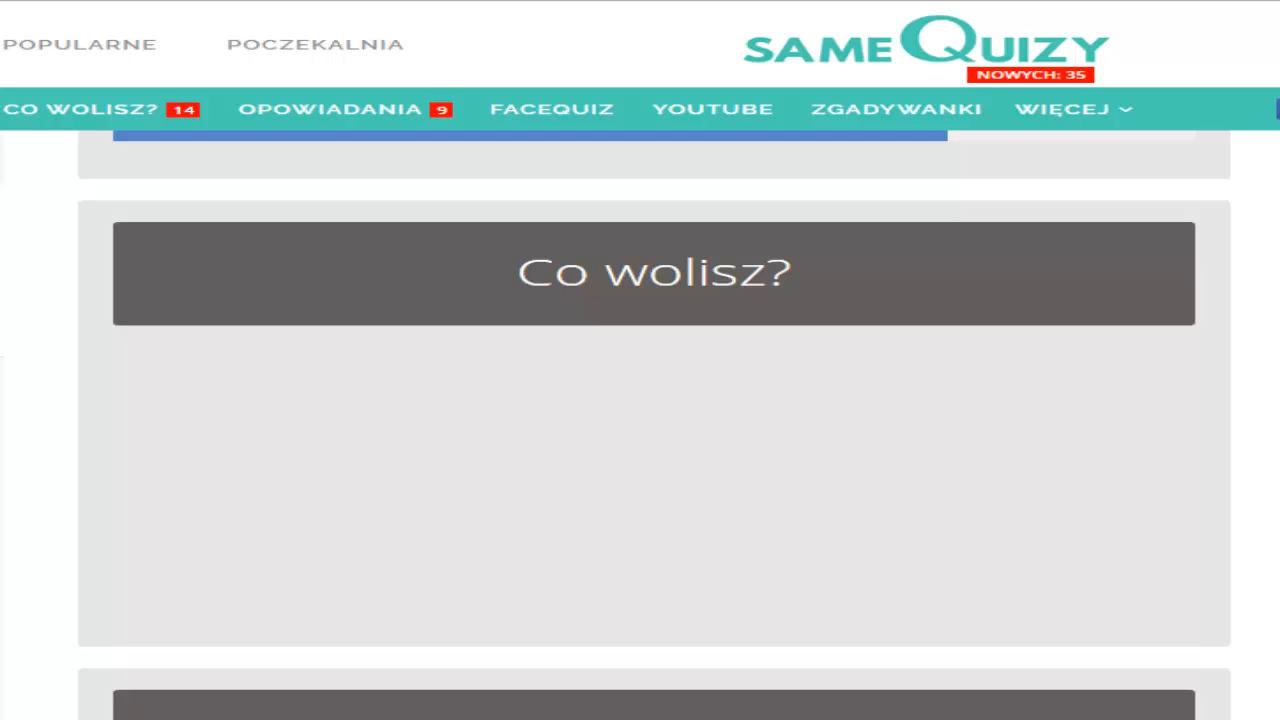 POPULARNE
POCZEKALNIA
SAMEQUIZY
NOWYCH: 35
CO WOLISZ? 14
OPOWIADANIA 9
FACEQUIZ
YOUTUBE
ZGADYWANKI
WIĘCEJ
Co wolisz?